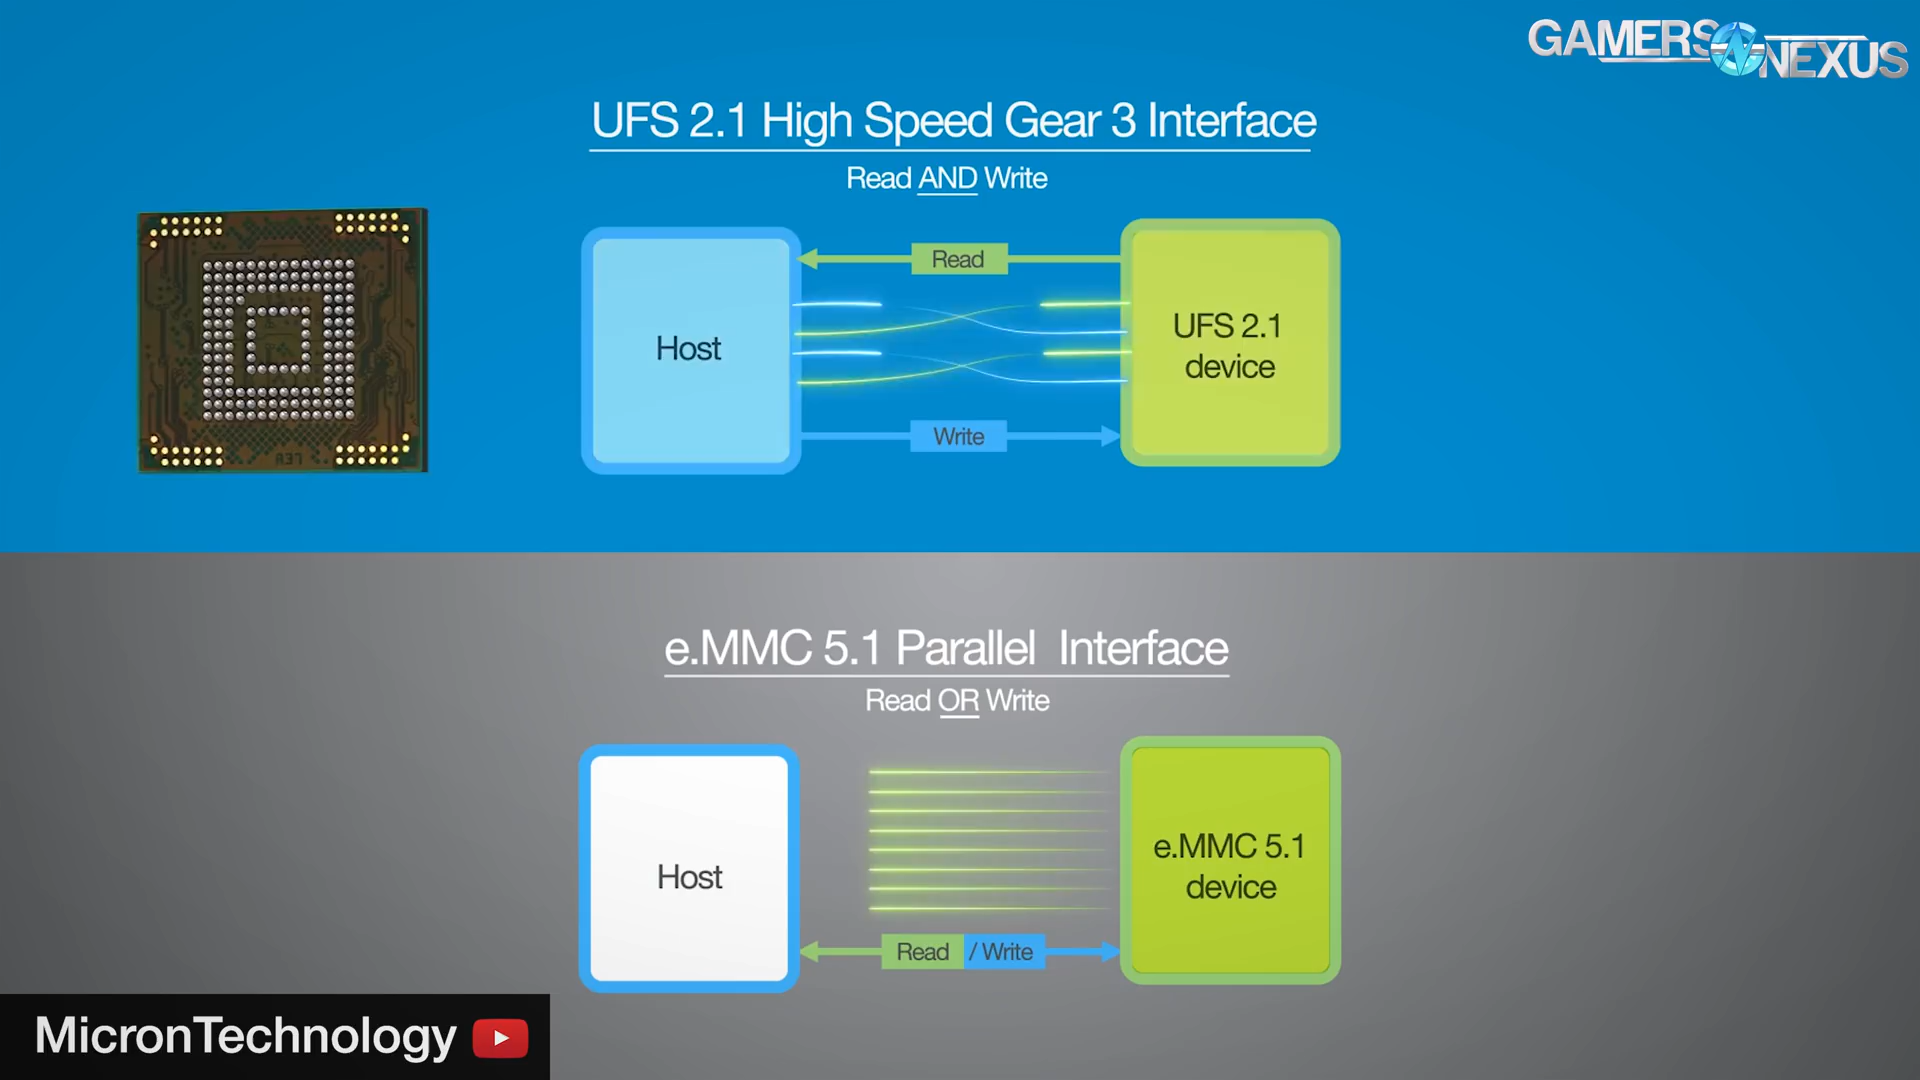 GAMERS NEXUS
UFS 2.1 High Speed Gear 3 Interface
Read AND Write
Host
Read
Write
UFS 2.1
device
A37
e.MMC 5.1 Parallel Interface
Read OR Write
Host
Read / Write
e.MMC 5.1
device
MicronTechnology